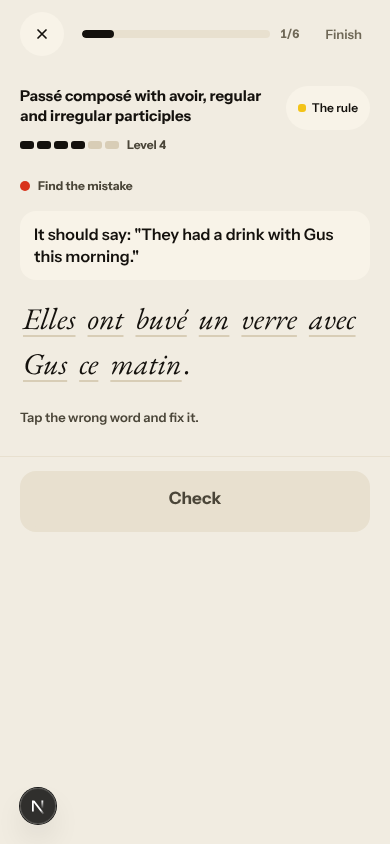 1/6
Finish
Passé composé with avoir, regular
and irregular participles
The rule
Level 4
Find the mistake
It should say: "They had a drink with Gus
this morning."
Elles ont buvé un verre avec
Gus ce matin.
Tap the wrong word and fix it.
Check
N